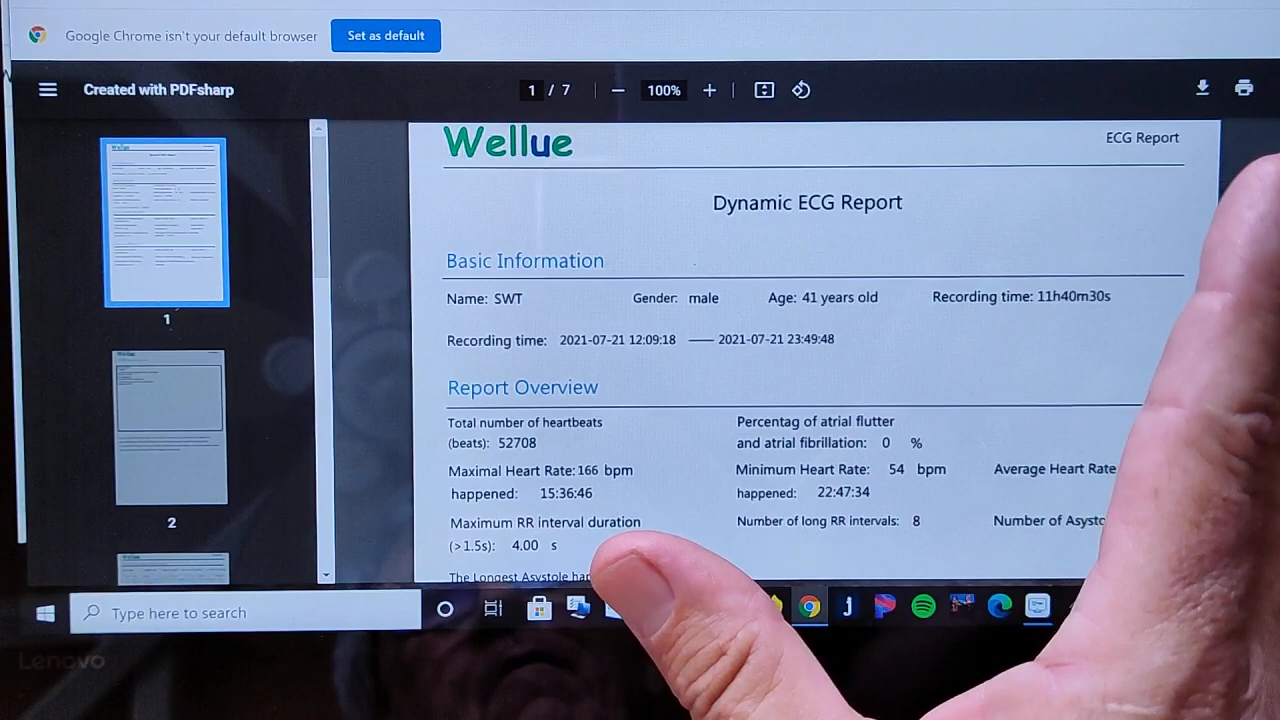 Google Chrome isn't your default browser Set as default
Created with PDFsharp 1 / 7 100%
Wellue ECG Report
Dynamic ECG Report
Basic Information
Name: SWT Gender: male Age: 41 years old Recording time: 11h40m30s
Recording time: 2021-07-21 12:09:18 —— 2021-07-21 23:49:48
Report Overview
Total number of heartbeats Percentag of atrial flutter
(beats): 52708 and atrial fibrillation: 0 %
Maximal Heart Rate: 166 bpm Minimum Heart Rate: 54 bpm Average Heart Rate
happened: 15:36:46 happened: 22:47:34
Maximum RR interval duration Number of long RR intervals: 8 Number of
(>1.5s): 4.00 s
The Longest Asystole
1
2
Type here to search
Lenovo